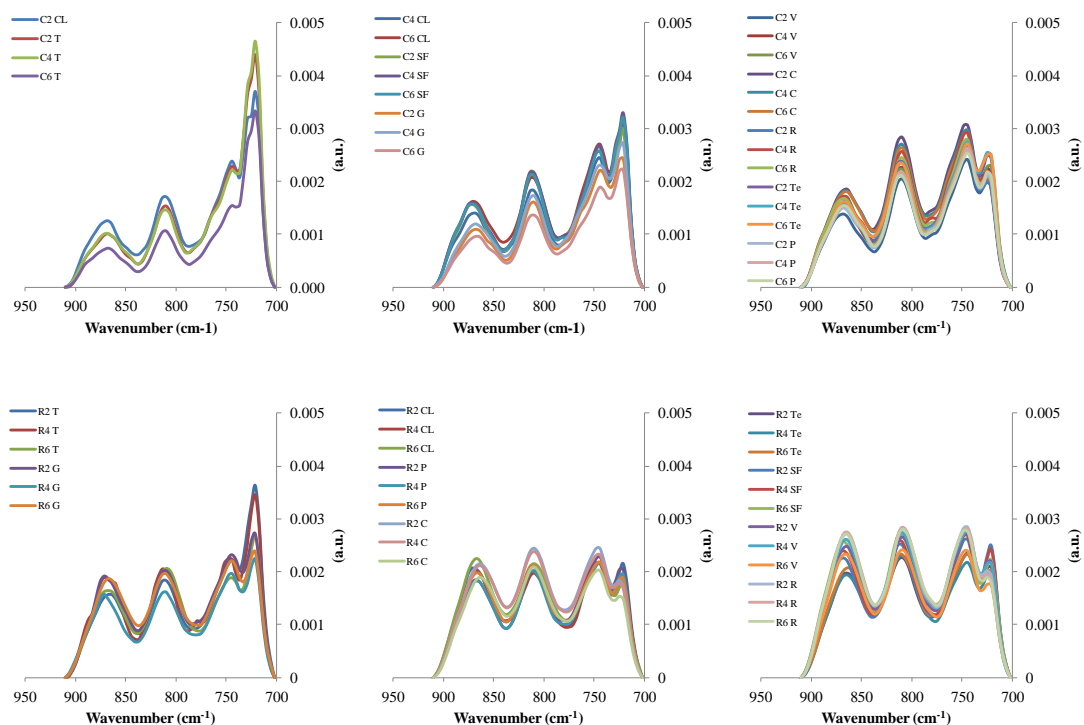 C2 CL
C2 T
C4 T
C6 T
0.005
0.004
0.003
0.002
0.001
0.000
(a.u.)
950 900 850 800 750 700
Wavenumber (cm-1)
C4 CL
C6 CL
C2 SF
C4 SF
C6 SF
C2 G
C4 G
C6 G
0.005
0.004
0.003
0.002
0.001
0
(a.u.)
950 900 850 800 750 700
Wavenumber (cm-1)
C2 V
C4 V
C6 V
C2 C
C4 C
C6 C
C2 R
C4 R
C6 R
C2 Te
C4 Te
C6 Te
C2 P
C4 P
C6 P
0.005
0.004
0.003
0.002
0.001
0
(a.u.)
950 900 850 800 750 700
Wavenumber (cm⁻¹)
R2 T
R4 T
R6 T
R2 G
R4 G
R6 G
0.005
0.004
0.003
0.002
0.001
0
(a.u.)
950 900 850 800 750 700
Wavenumber (cm⁻¹)
R2 CL
R4 CL
R6 CL
R2 P
R4 P
R6 P
R2 C
R4 C
R6 C
0.005
0.004
0.003
0.002
0.001
0
(a.u.)
950 900 850 800 750 700
Wavenumber (cm⁻¹)
R2 Te
R4 Te
R6 Te
R2 SF
R4 SF
R6 SF
R2 V
R4 V
R6 V
R2 R
R4 R
R6 R
0.005
0.004
0.003
0.002
0.001
0
(a.u.)
950 900 850 800 750 700
Wavenumber (cm⁻¹)